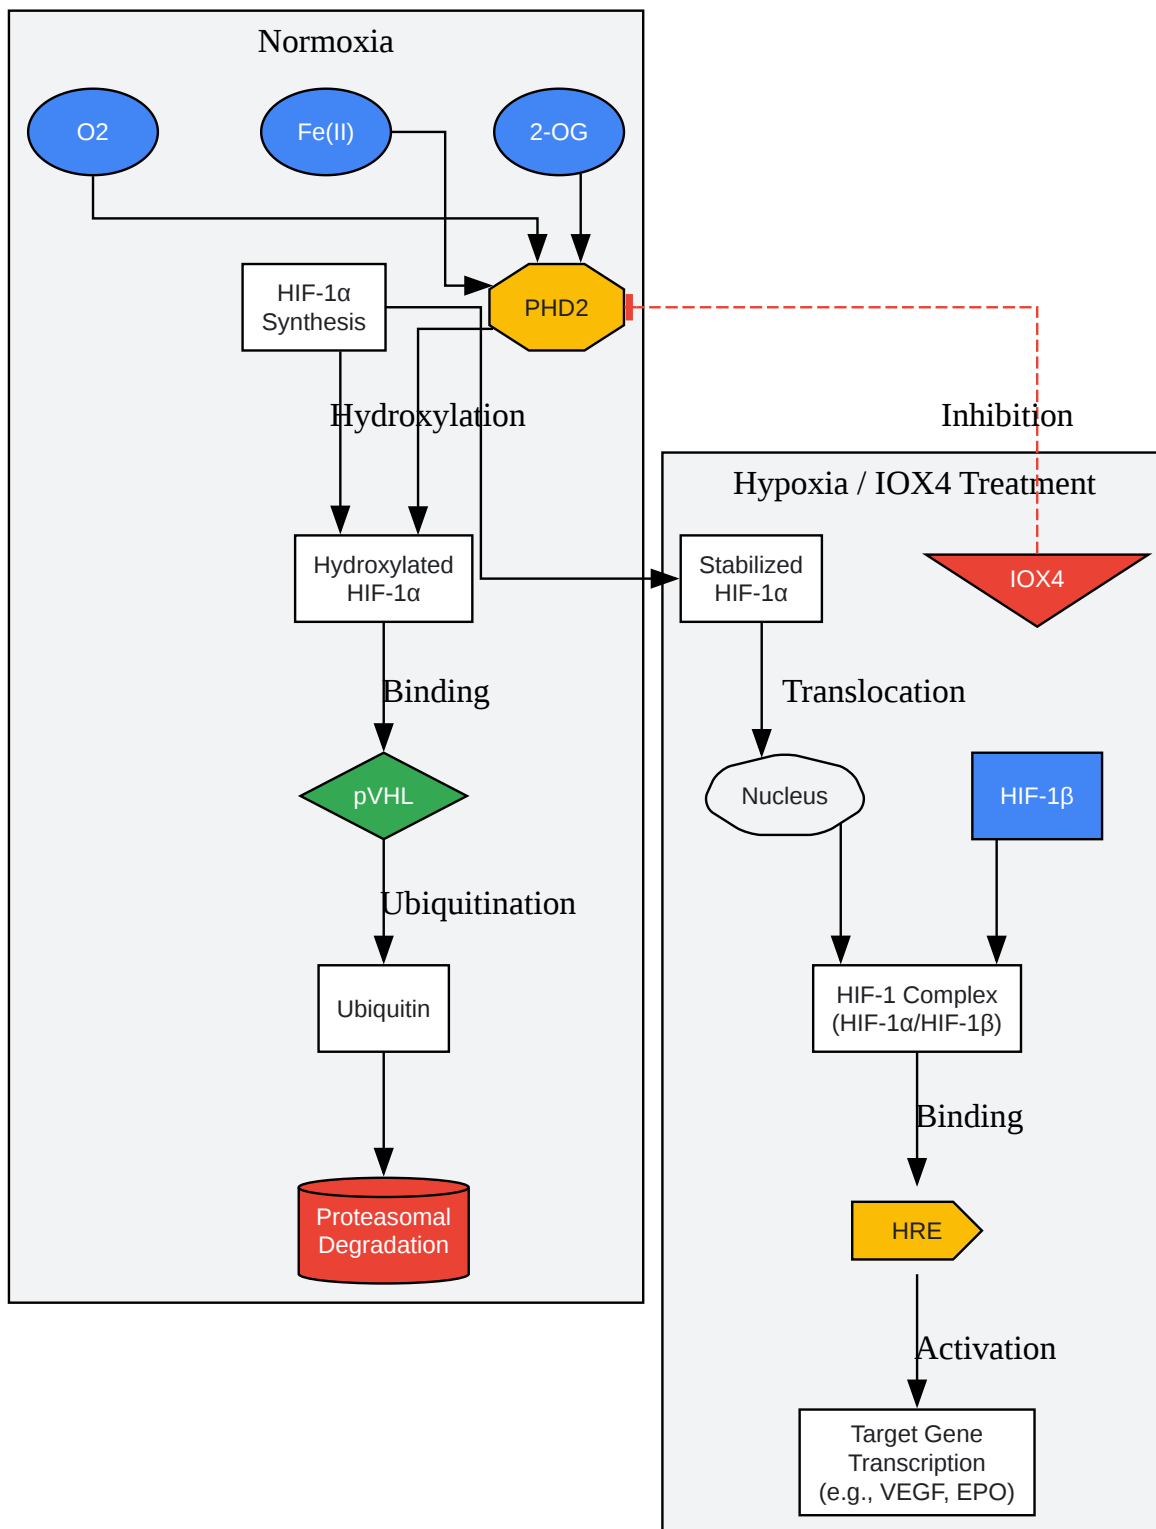 Normoxia
O2
Fe(II)
2-OG
HIF-1α
Synthesis
PHD2
Hydroxylation
Inhibition
Hypoxia / IOX4 Treatment
Hydroxylated
HIF-1α
Stabilized
HIF-1α
IOX4
Binding
Translocation
pVHL
Nucleus
HIF-1β
Ubiquitination
Ubiquitin
HIF-1 Complex
(HIF-1α/HIF-1β)
Binding
Proteasomal
Degradation
HRE
Activation
Target Gene
Transcription
(e.g., VEGF, EPO)